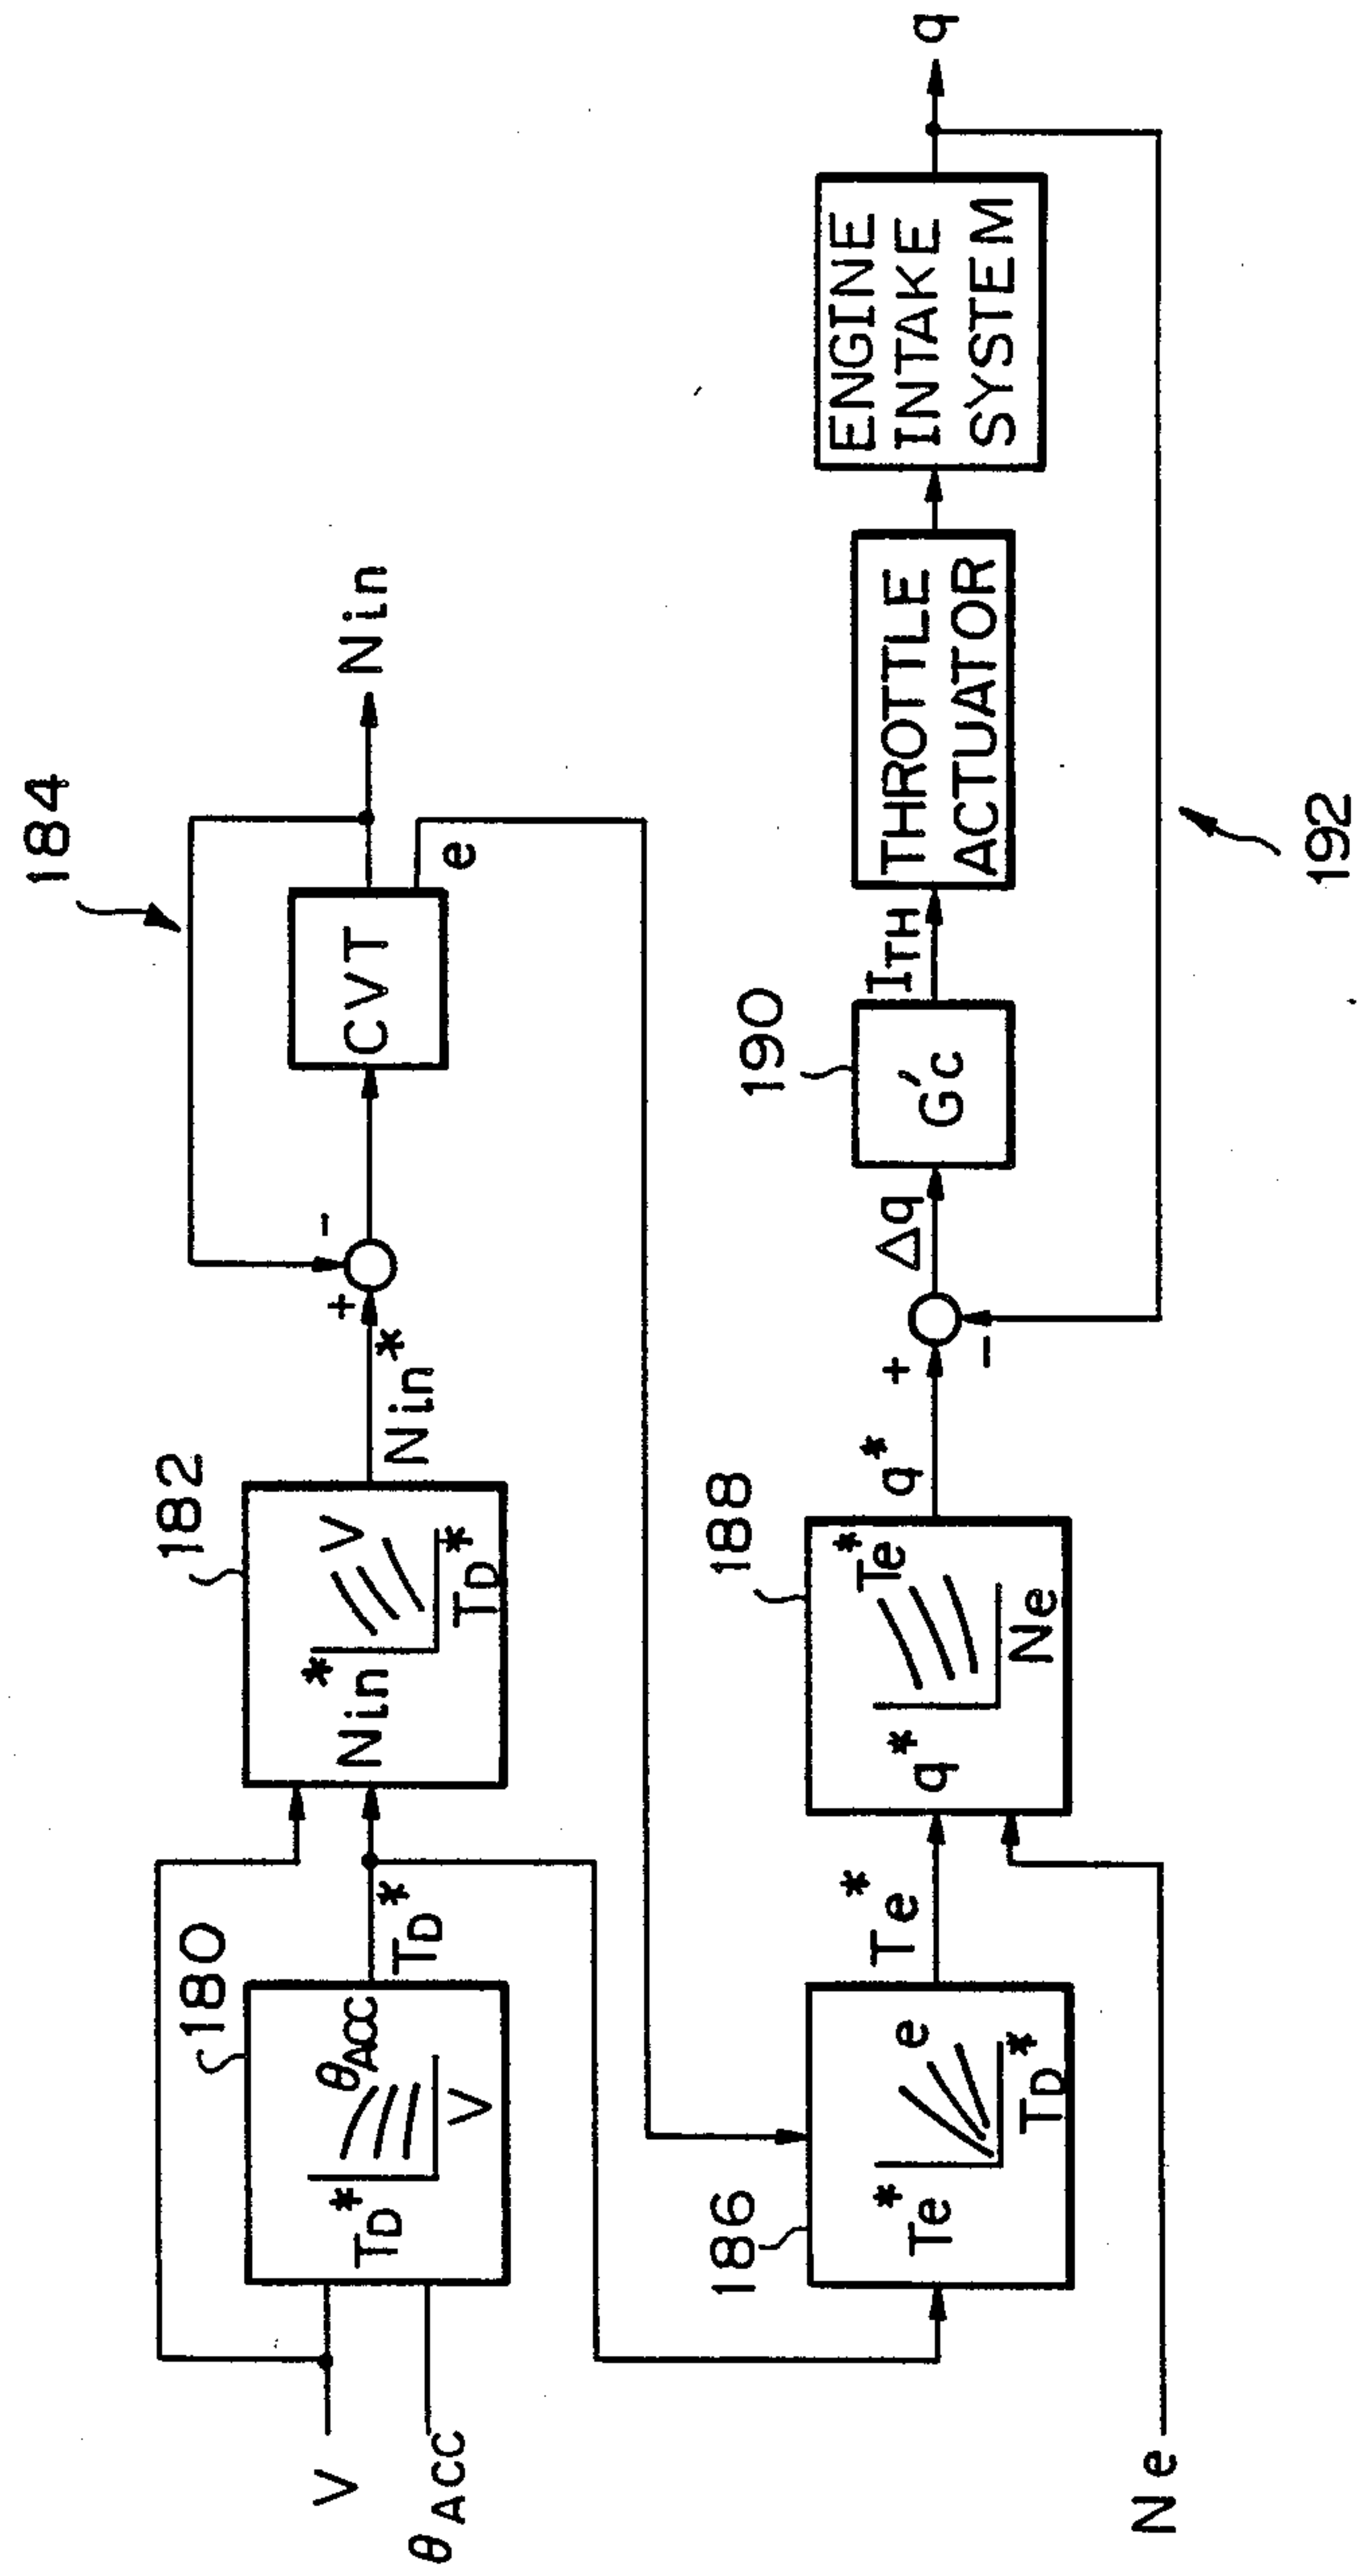 184
182
180
V
θACC
TD*
θACC
V
TD*
Nin*
V
TD*
Nin*
+
-
CVT
e
Nin
186
188
190
Te*
e
TD*
Te*
q*
Te*
Ne
q*
+
-
Δq
G'c
ITH
THROTTLE
ACTUATOR
ENGINE
INTAKE
SYSTEM
q
Ne
192